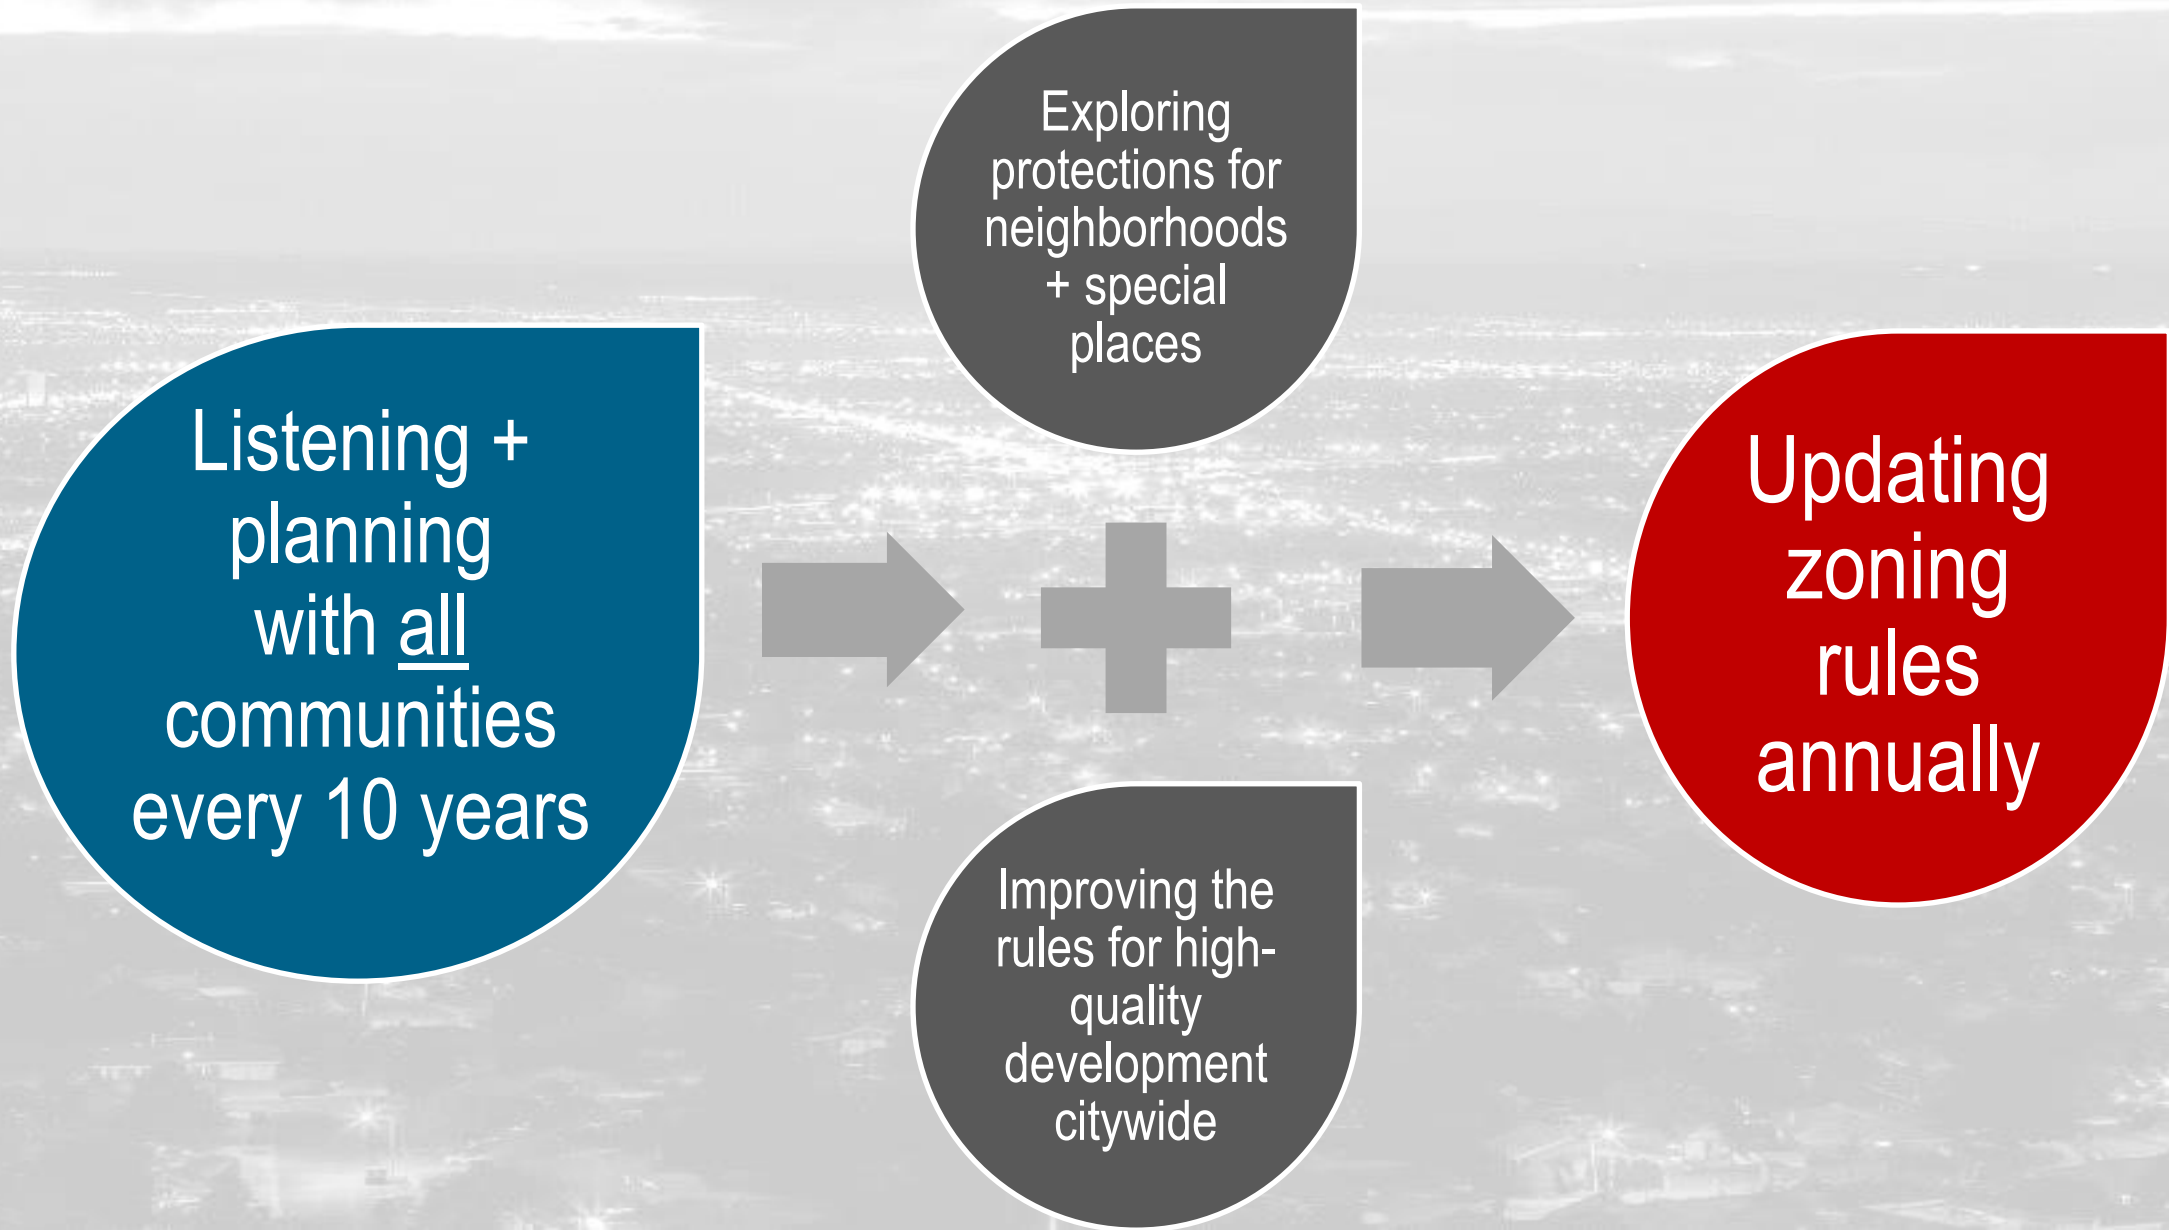 Listening +
planning
with all
communities
every 10 years
Exploring
protections for
neighborhoods
+ special
places
Improving the
rules for high-
quality
development
citywide
Updating
zoning
rules
annually